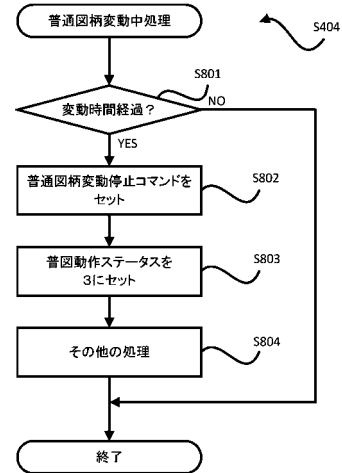 普通図柄変動中処理
S404
S801
変動時間経過?
NO
YES
普通図柄変動停止コマンドを
セット
S802
普図動作ステータスを
3にセット
S803
その他の処理
S804
終了